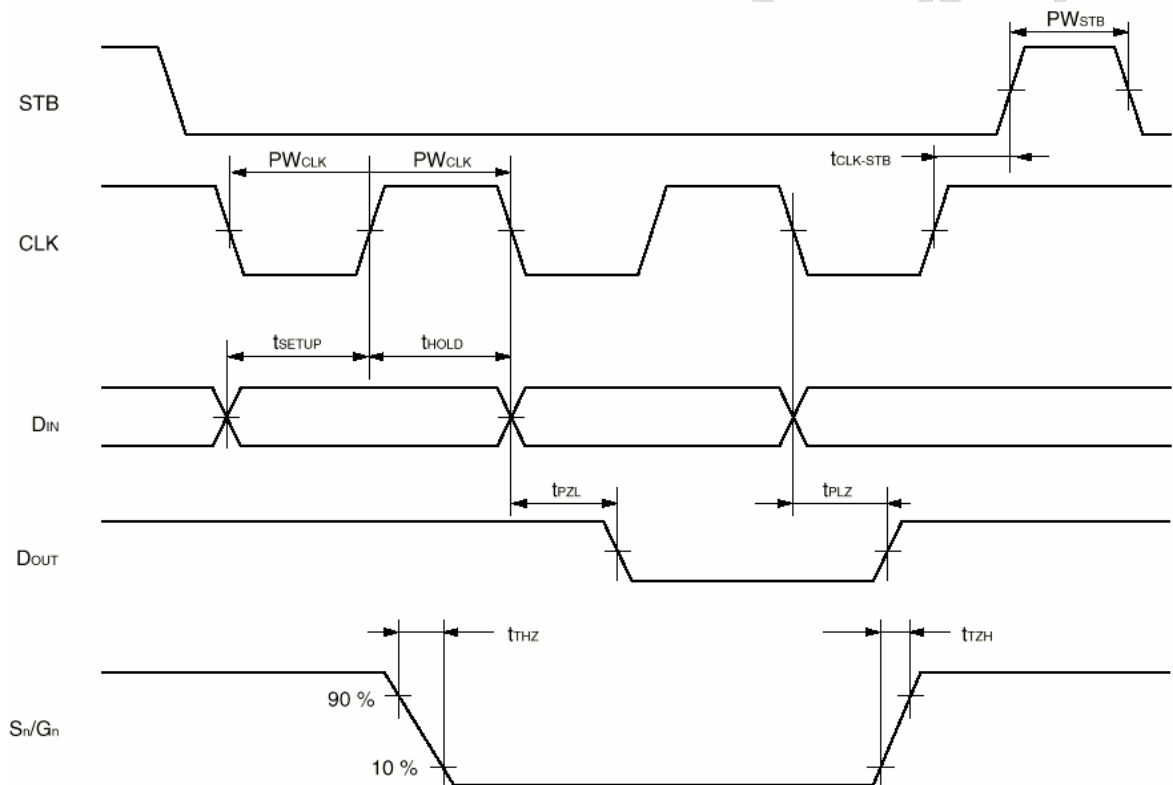 PWSTB
STB
PWCLK PWCLK
tCLK-STB
CLK
tSETUP tHOLD
DIN
tPZL tPLZ
DOUT
tTHZ tTZH
90 %
Sn/Gn
10 %